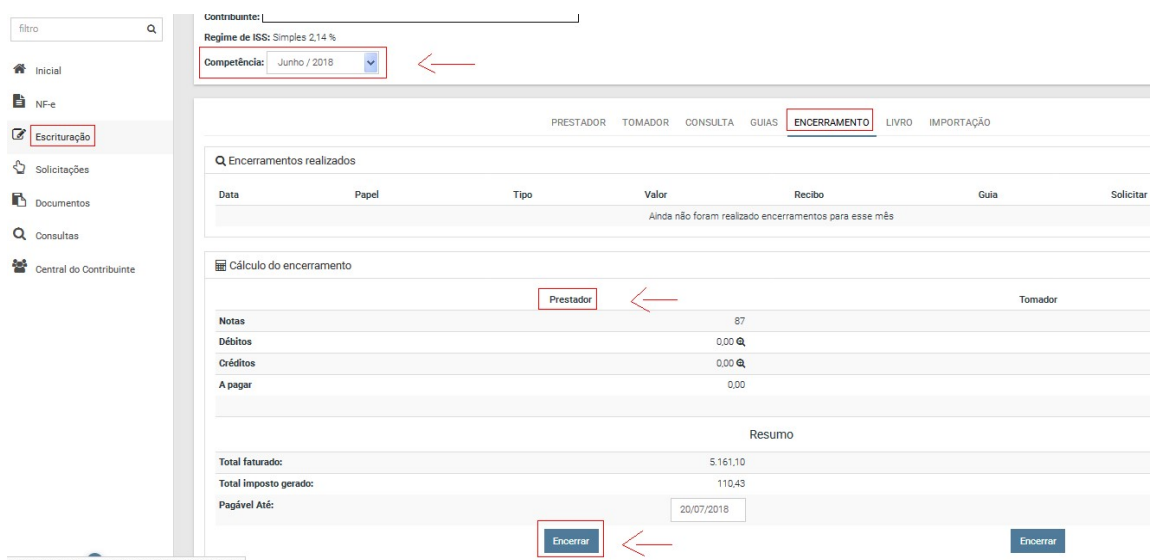 filtro
Inicial
NF-e
Escrituração
Solicitações
Documentos
Consultas
Central do Contribuinte
Contribuinte:
Regime de ISS: Simples 2,14 %
Competência: Junho / 2018
PRESTADOR TOMADOR CONSULTA GUIAS ENCERRAMENTO LIVRO IMPORTAÇÃO
Encerramentos realizados
Data Papel Tipo Valor Recibo Guia Solicitar
Ainda não foram realizado encerramentos para esse mês
Cálculo do encerramento
Prestador Tomador
Notas 87
Débitos 0,00
Créditos 0,00
A pagar 0,00
Resumo
Total faturado: 5.161,10
Total imposto gerado: 110,43
Pagável Até: 20/07/2018
Encerrar Encerrar